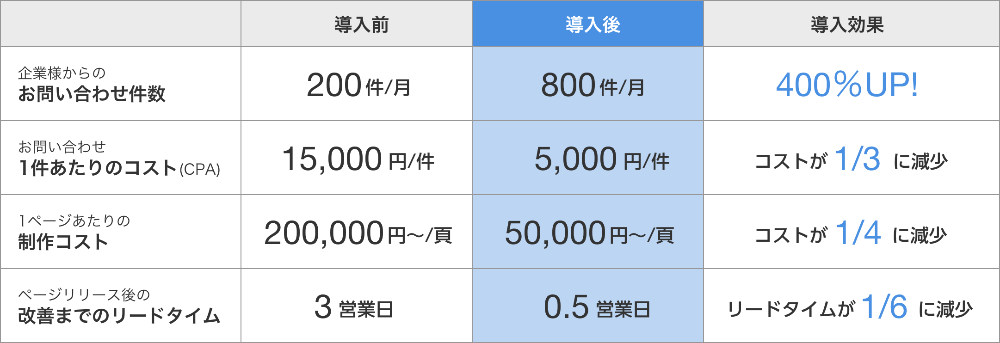 導入前 導入後 導入効果
企業様からの
お問い合わせ件数
200件/月 800件/月 400%UP!
お問い合わせ
1件あたりのコスト(CPA)
15,000円/件 5,000円/件 コストが 1/3 に減少
1ページあたりの
制作コスト
200,000円〜/頁 50,000円〜/頁 コストが 1/4 に減少
ページリリース後の
改善までのリードタイム
3営業日 0.5営業日 リードタイムが 1/6 に減少